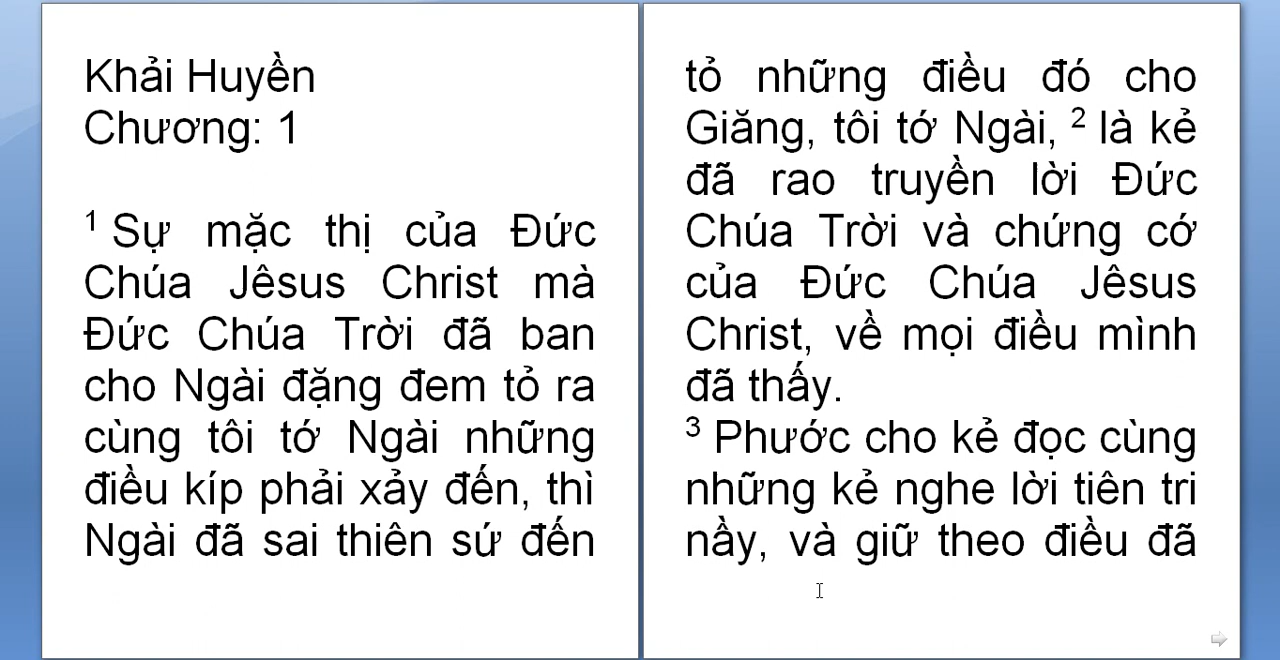 Khải Huyền
Chương: 1
1 Sự mặc thị của Đức
Chúa Jêsus Christ mà
Đức Chúa Trời đã ban
cho Ngài đặng đem tỏ ra
cùng tôi tớ Ngài những
điều kíp phải xảy đến, thì
Ngài đã sai thiên sứ đến
tỏ những điều đó cho
Giăng, tôi tớ Ngài, 2 là kẻ
đã rao truyền lời Đức
Chúa Trời và chứng cớ
của Đức Chúa Jêsus
Christ, về mọi điều mình
đã thấy.
3 Phước cho kẻ đọc cùng
những kẻ nghe lời tiên tri
nầy, và giữ theo điều đã